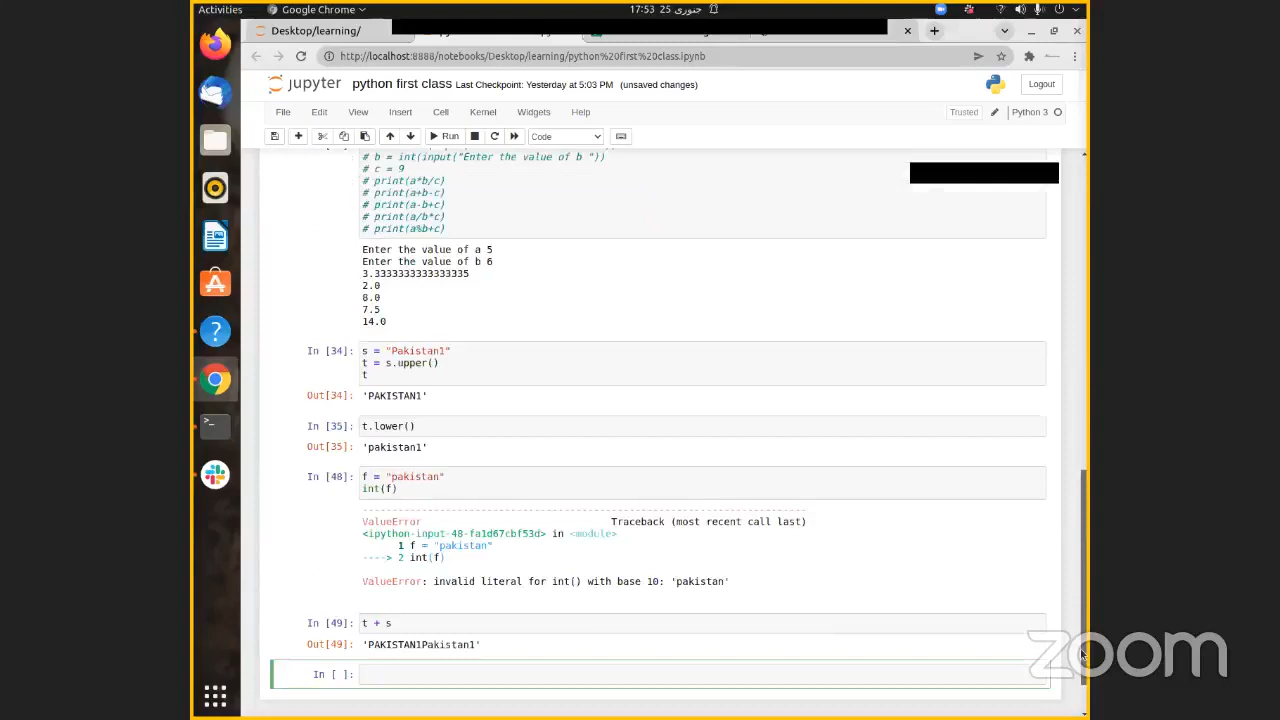 Activities
Google Chrome
17:53 25 جنوری
Desktop/learning/
http://localhost:8888/notebooks/Desktop/learning/python%20first%20class.ipynb
jupyter python first class Last Checkpoint: Yesterday at 5:03 PM (unsaved changes)
Logout
File Edit View Insert Cell Kernel Widgets Help
Trusted Python 3
Run Code
# b = int(input("Enter the value of b "))
# c = 9
# print(a*b/c)
# print(a+b-c)
# print(a-b+c)
# print(a/b*c)
# print(a%b+c)
Enter the value of a 5
Enter the value of b 6
3.3333333333333335
2.0
8.0
7.5
14.0
In [34]: s = "Pakistan1"
t = s.upper()
t
Out[34]: 'PAKISTAN1'
In [35]: t.lower()
Out[35]: 'pakistan1'
In [48]: f = "pakistan"
int(f)
---------------------------------------------------------------------------
ValueError Traceback (most recent call last)
<ipython-input-48-fa1d67cbf53d> in <module>
1 f = "pakistan"
----> 2 int(f)
ValueError: invalid literal for int() with base 10: 'pakistan'
In [49]: t + s
Out[49]: 'PAKISTAN1Pakistan1'
In [ ]:
zoom